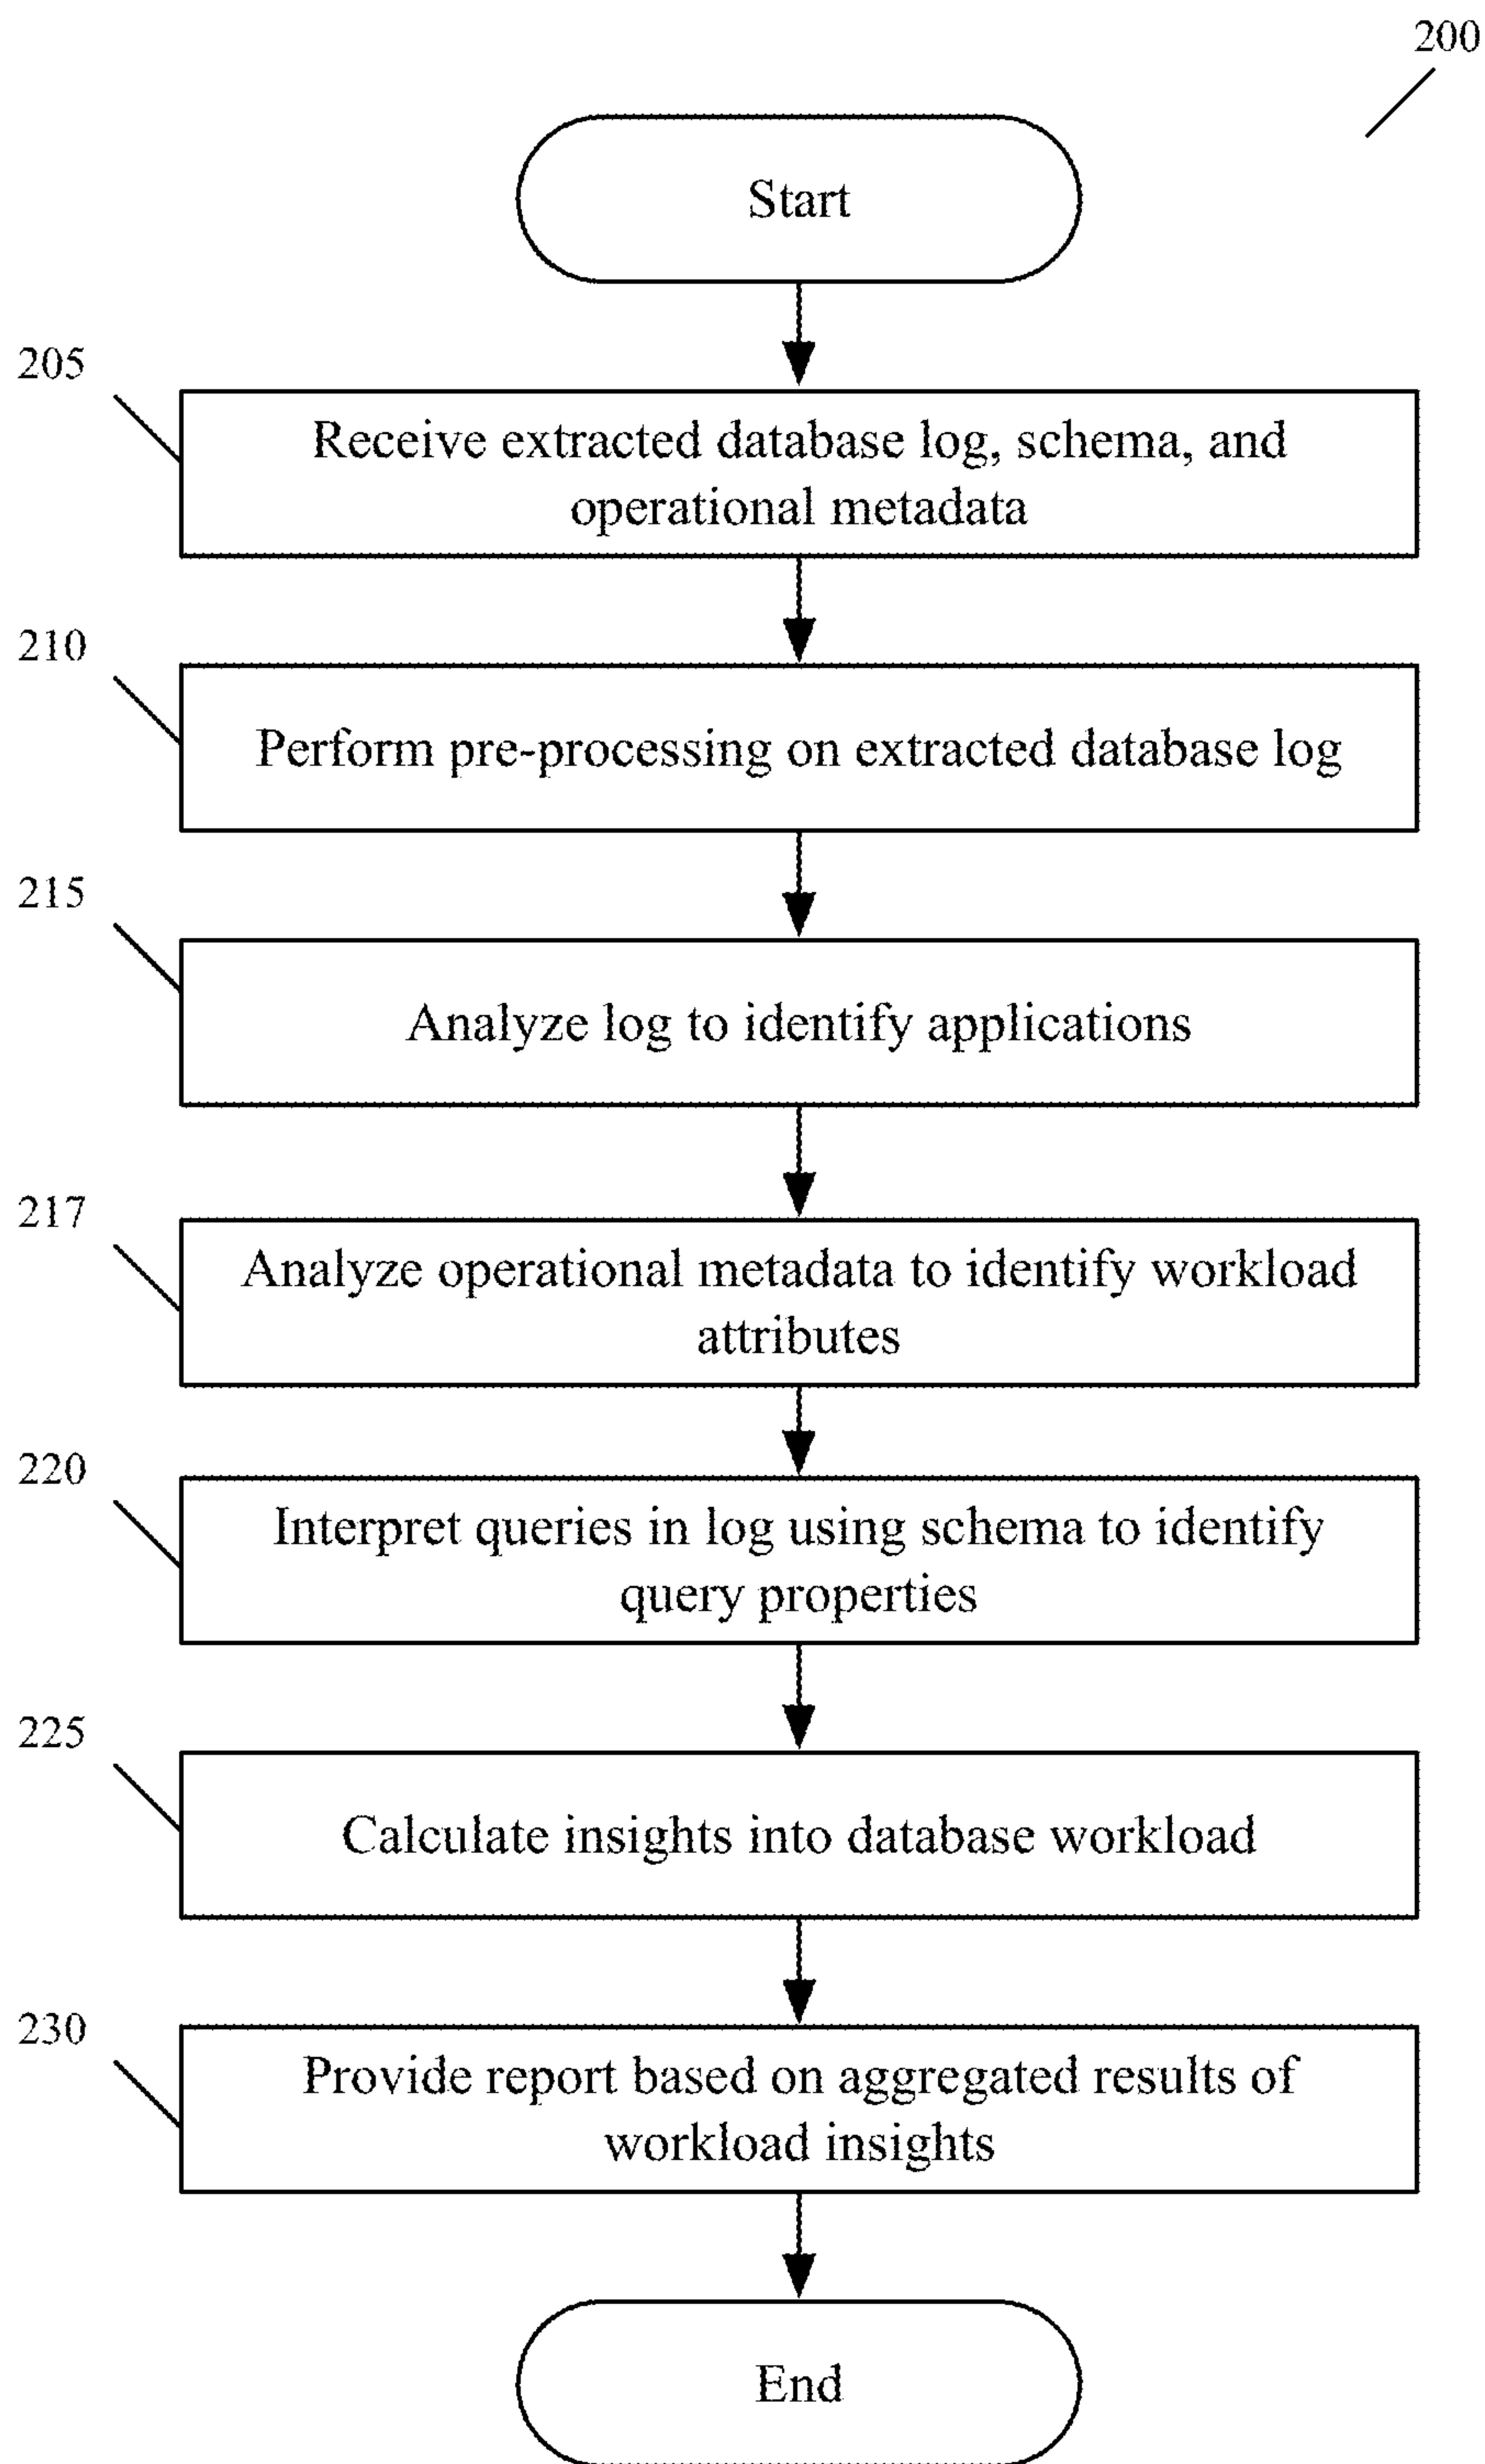 200
Start
205
Receive extracted database log, schema, and
operational metadata
210
Perform pre-processing on extracted database log
215
Analyze log to identify applications
217
Analyze operational metadata to identify workload
attributes
220
Interpret queries in log using schema to identify
query properties
225
Calculate insights into database workload
230
Provide report based on aggregated results of
workload insights
End